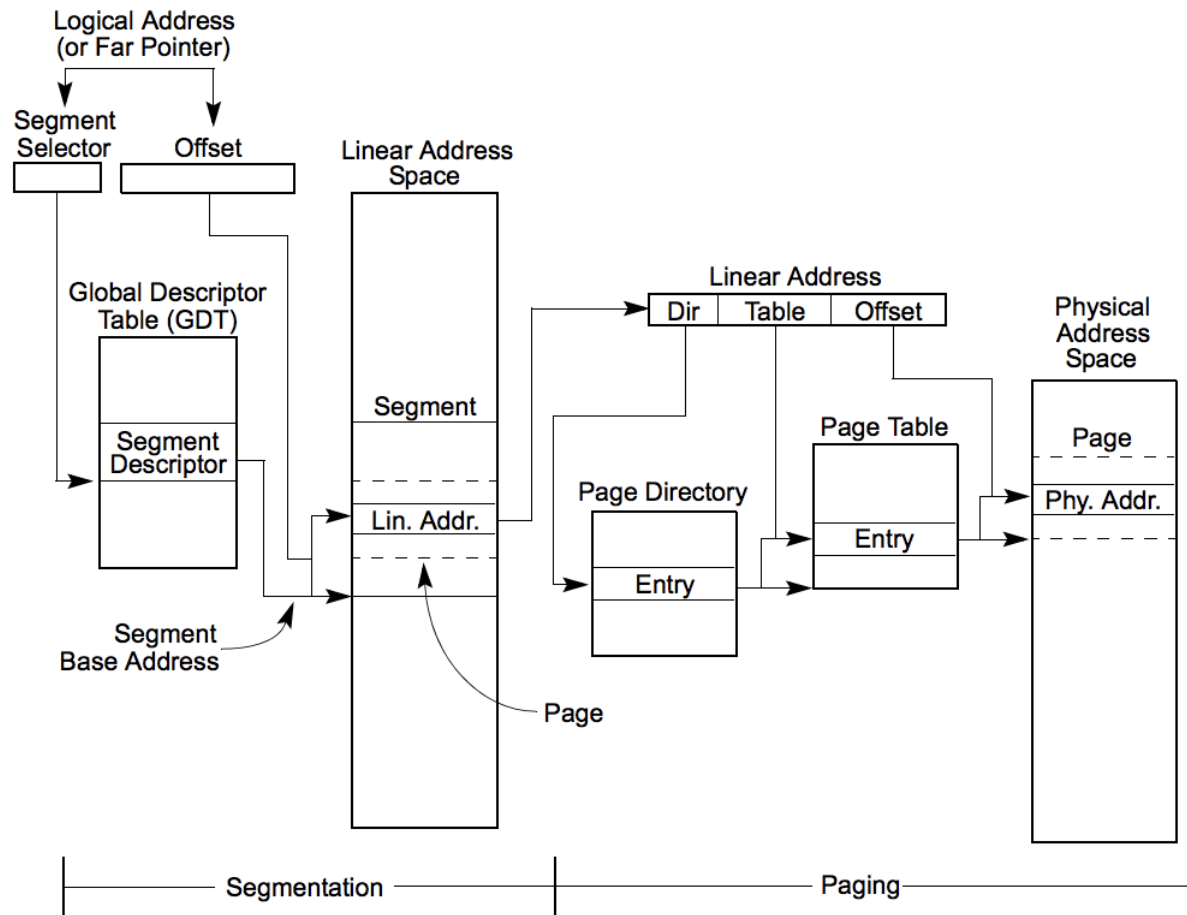 Logical Address
(or Far Pointer)
Segment
Selector
Offset
Linear Address
Space
Global Descriptor
Table (GDT)
Segment
Descriptor
Segment
Lin. Addr.
Segment
Base Address
Page
Linear Address
Dir
Table
Offset
Page Directory
Entry
Page Table
Entry
Physical
Address
Space
Page
Phy. Addr.
Segmentation
Paging